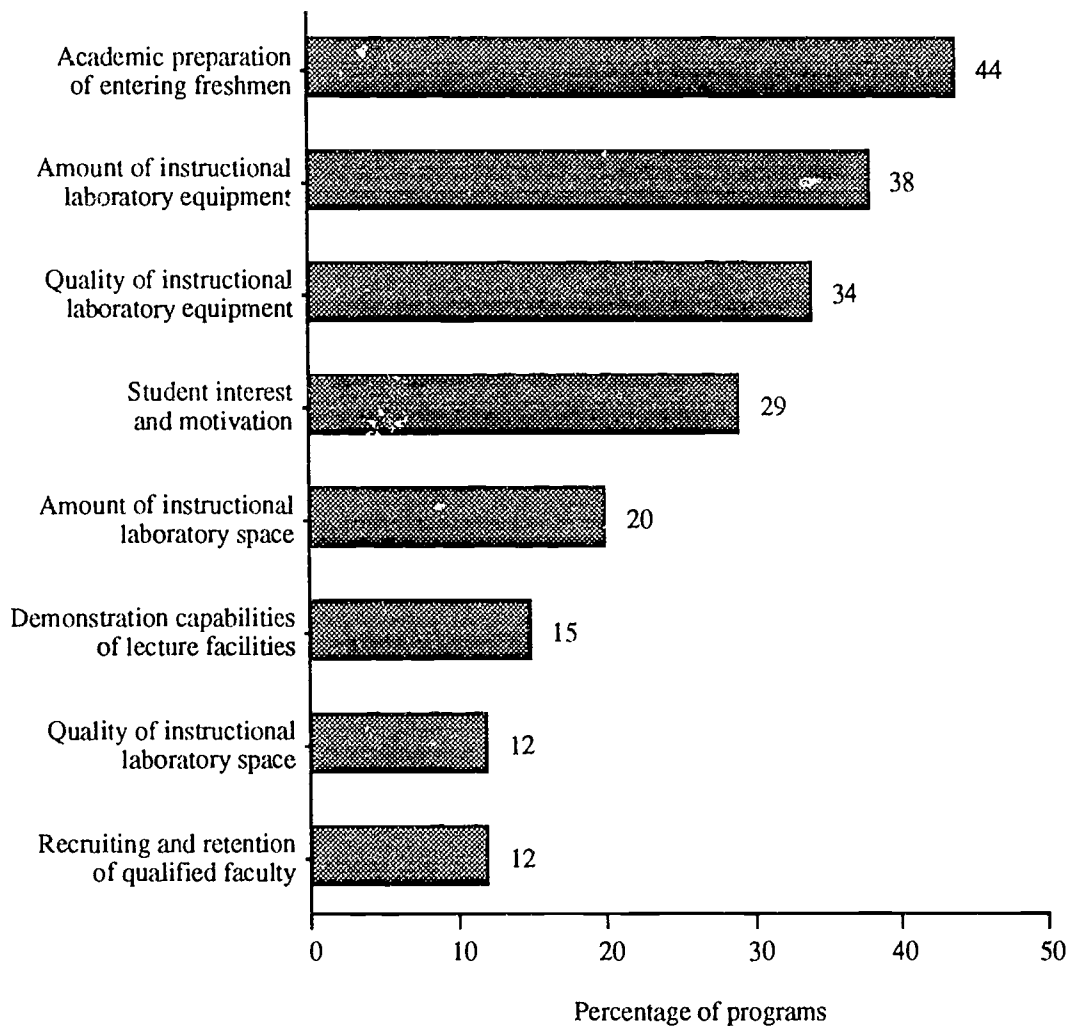 Academic preparation
of entering freshmen
44
Amount of instructional
laboratory equipment
38
Quality of instructional
laboratory equipment
34
Student interest
and motivation
29
Amount of instructional
laboratory space
20
Demonstration capabilities
of lecture facilities
15
Quality of instructional
laboratory space
12
Recruiting and retention
of qualified faculty
12
0 10 20 30 40 50
Percentage of programs